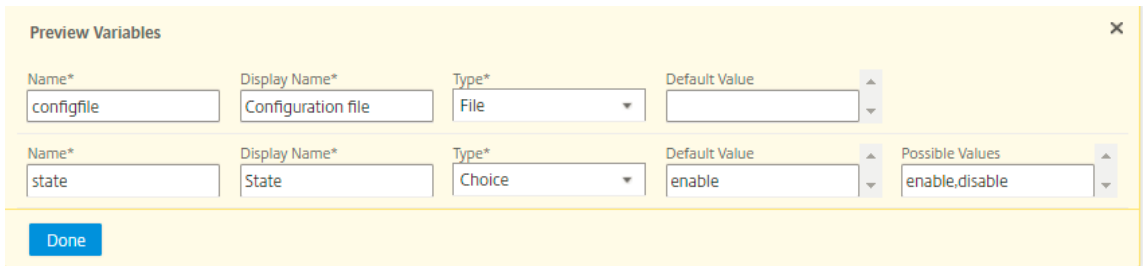 Preview Variables
Name* Display Name* Type* Default Value
configfile Configuration file File
Name* Display Name* Type* Default Value Possible Values
state State Choice enable enable,disable
Done